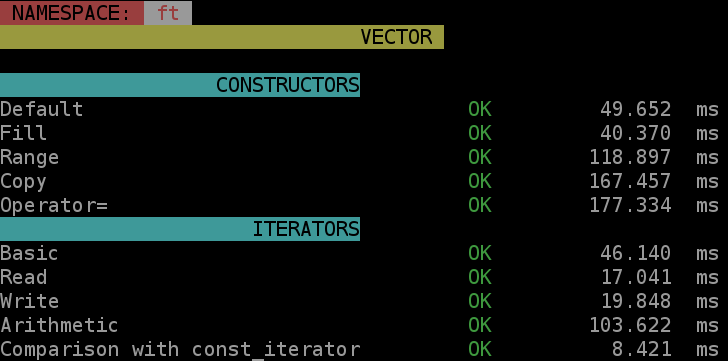 NAMESPACE: ft
VECTOR
CONSTRUCTORS
Default OK 49.652 ms
Fill OK 40.370 ms
Range OK 118.897 ms
Copy OK 167.457 ms
Operator= OK 177.334 ms
ITERATORS
Basic OK 46.140 ms
Read OK 17.041 ms
Write OK 19.848 ms
Arithmetic OK 103.622 ms
Comparison with const_iterator OK 8.421 ms